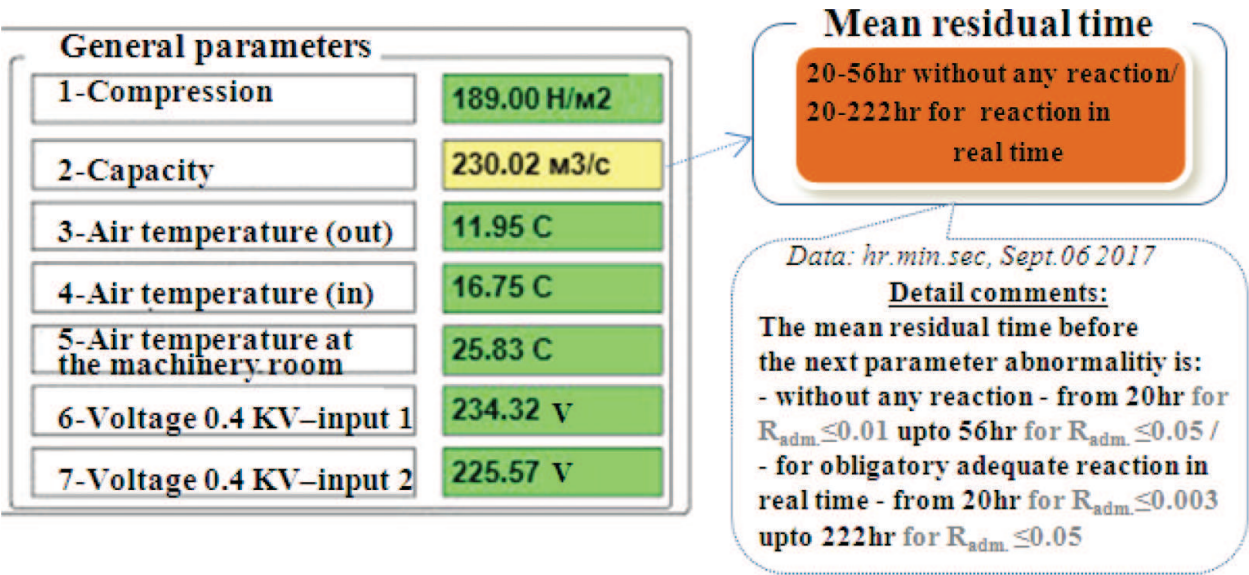 General parameters
1-Compression
189.00 Н/м2
2-Capacity
230.02 м3/с
3-Air temperature (out)
11.95 C
4-Air temperature (in)
16.75 C
5-Air temperature at
the machinery room
25.83 C
6-Voltage 0.4 KV–input 1
234.32 V
7-Voltage 0.4 KV–input 2
225.57 V
Mean residual time
20-56hr without any reaction/
20-222hr for reaction in
real time
Data: hr.min.sec, Sept.06 2017
Detail comments:
The mean residual time before
the next parameter abnormalitiy is:
- without any reaction - from 20hr for
Radm.≤0.01 upto 56hr for Radm.≤0.05 /
- for obligatory adequate reaction in
real time - from 20hr for Radm.≤0.003
upto 222hr for Radm.≤0.05